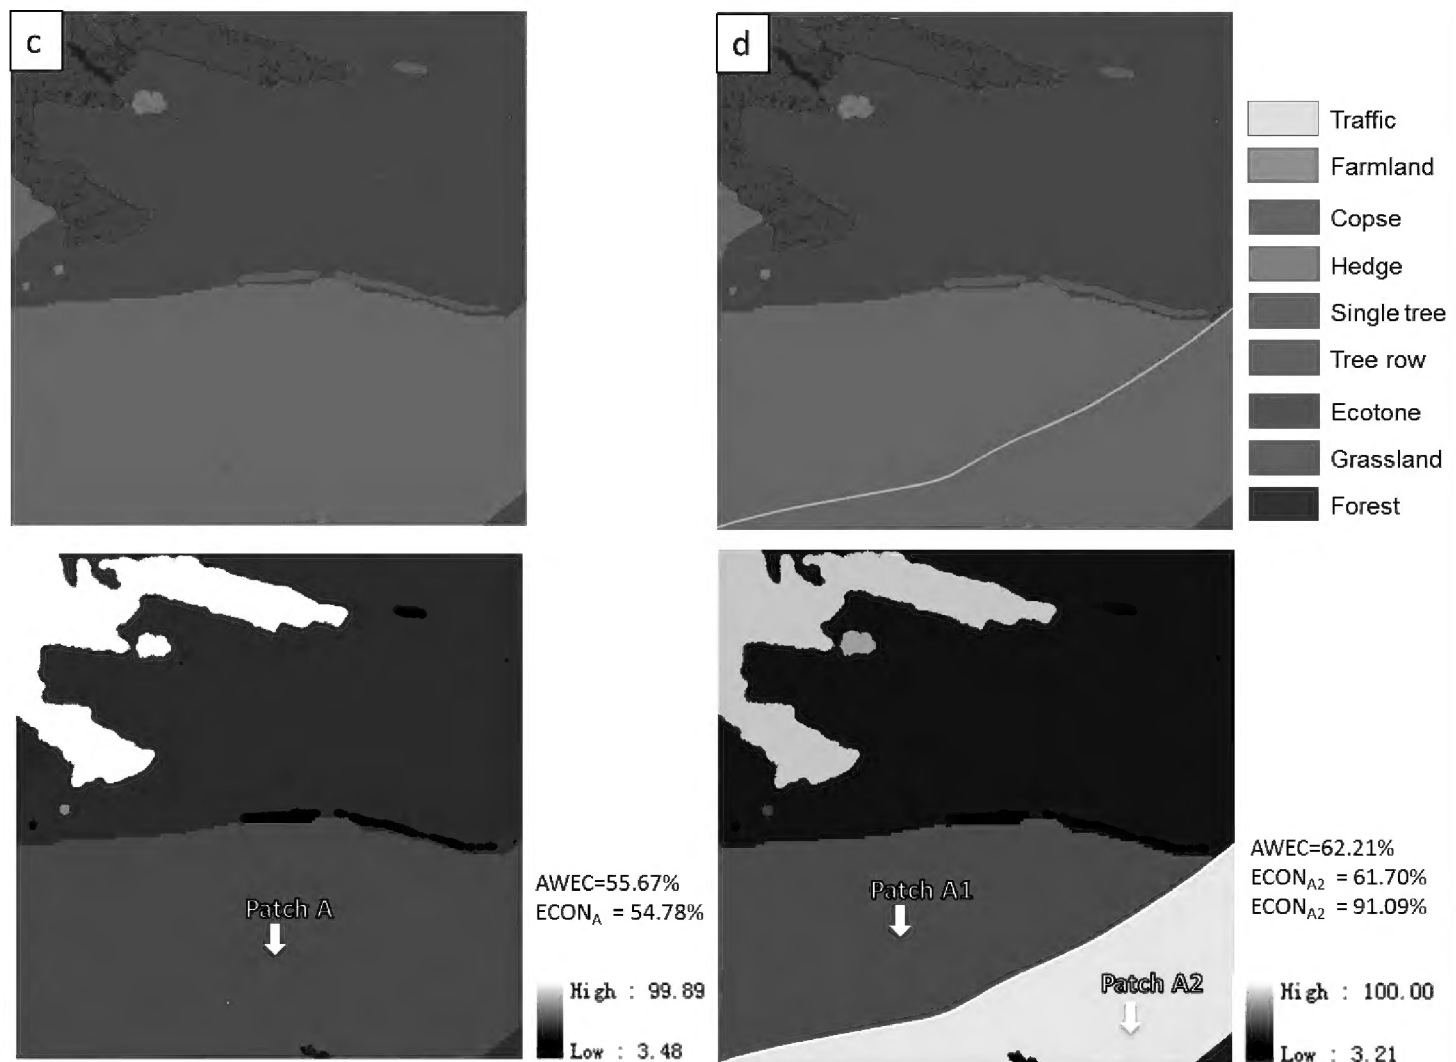 c
d
Traffic
Farmland
Copse
Hedge
Single tree
Tree row
Ecotone
Grassland
Forest
Patch A
AWEC=55.67%
ECON_A = 54.78%
High : 99.89
Low : 3.48
Patch A1
Patch A2
AWEC=62.21%
ECON_A2 = 61.70%
ECON_A2 = 91.09%
High : 100.00
Low : 3.21